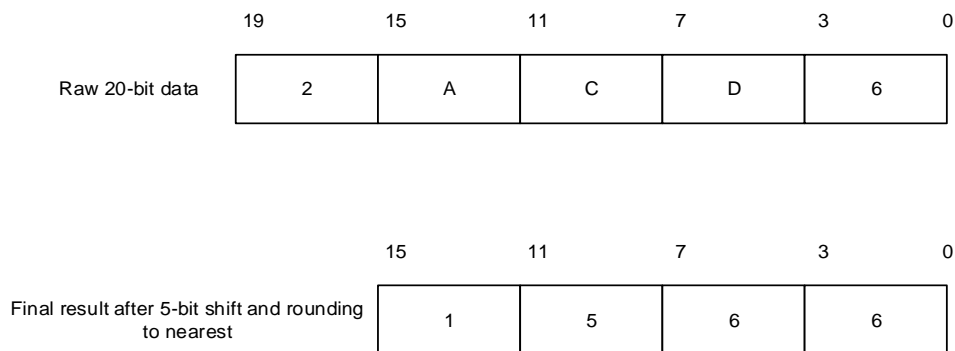 19 15 11 7 3 0
Raw 20-bit data 2 A C D 6
15 11 7 3 0
Final result after 5-bit shift and rounding
to nearest 1 5 6 6